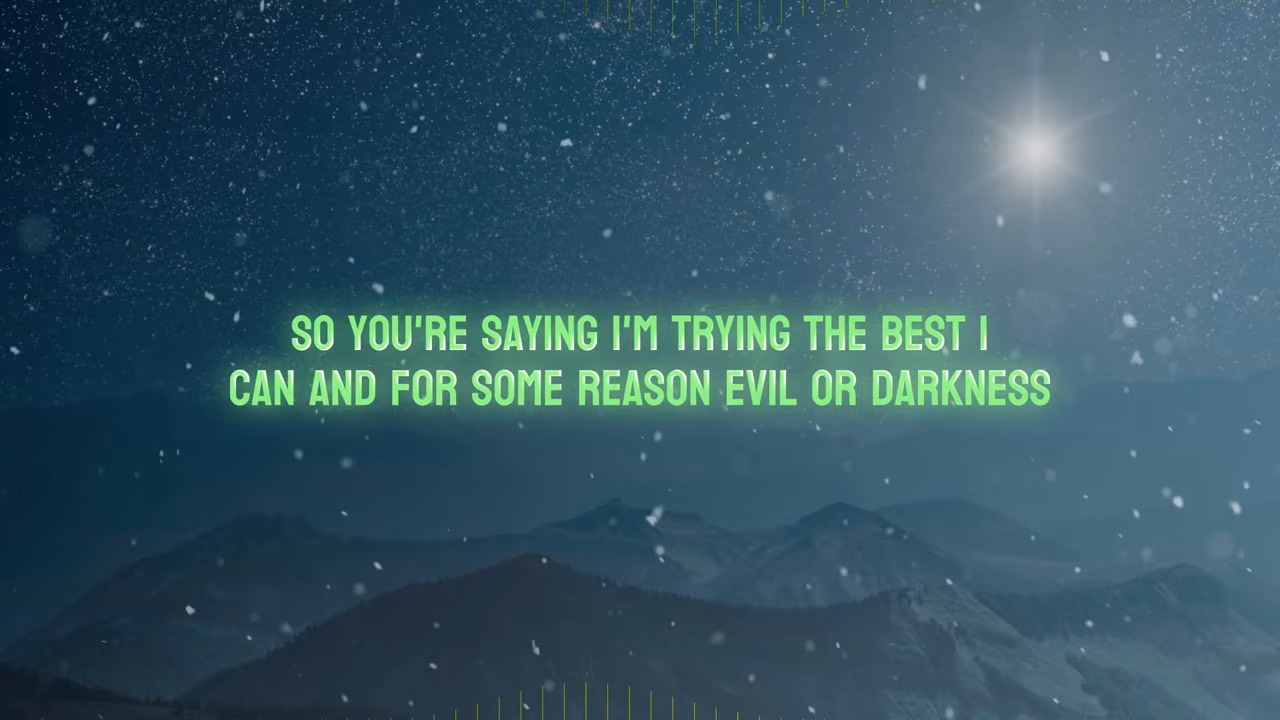 SO YOU'RE SAYING I'M TRYING THE BEST I
CAN AND FOR SOME REASON EVIL OR DARKNESS